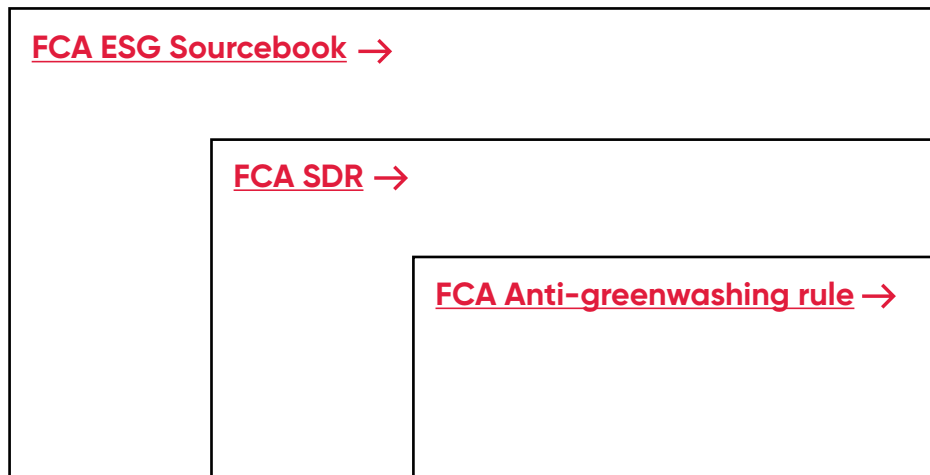 FCA ESG Sourcebook →
FCA SDR →
FCA Anti-greenwashing rule →